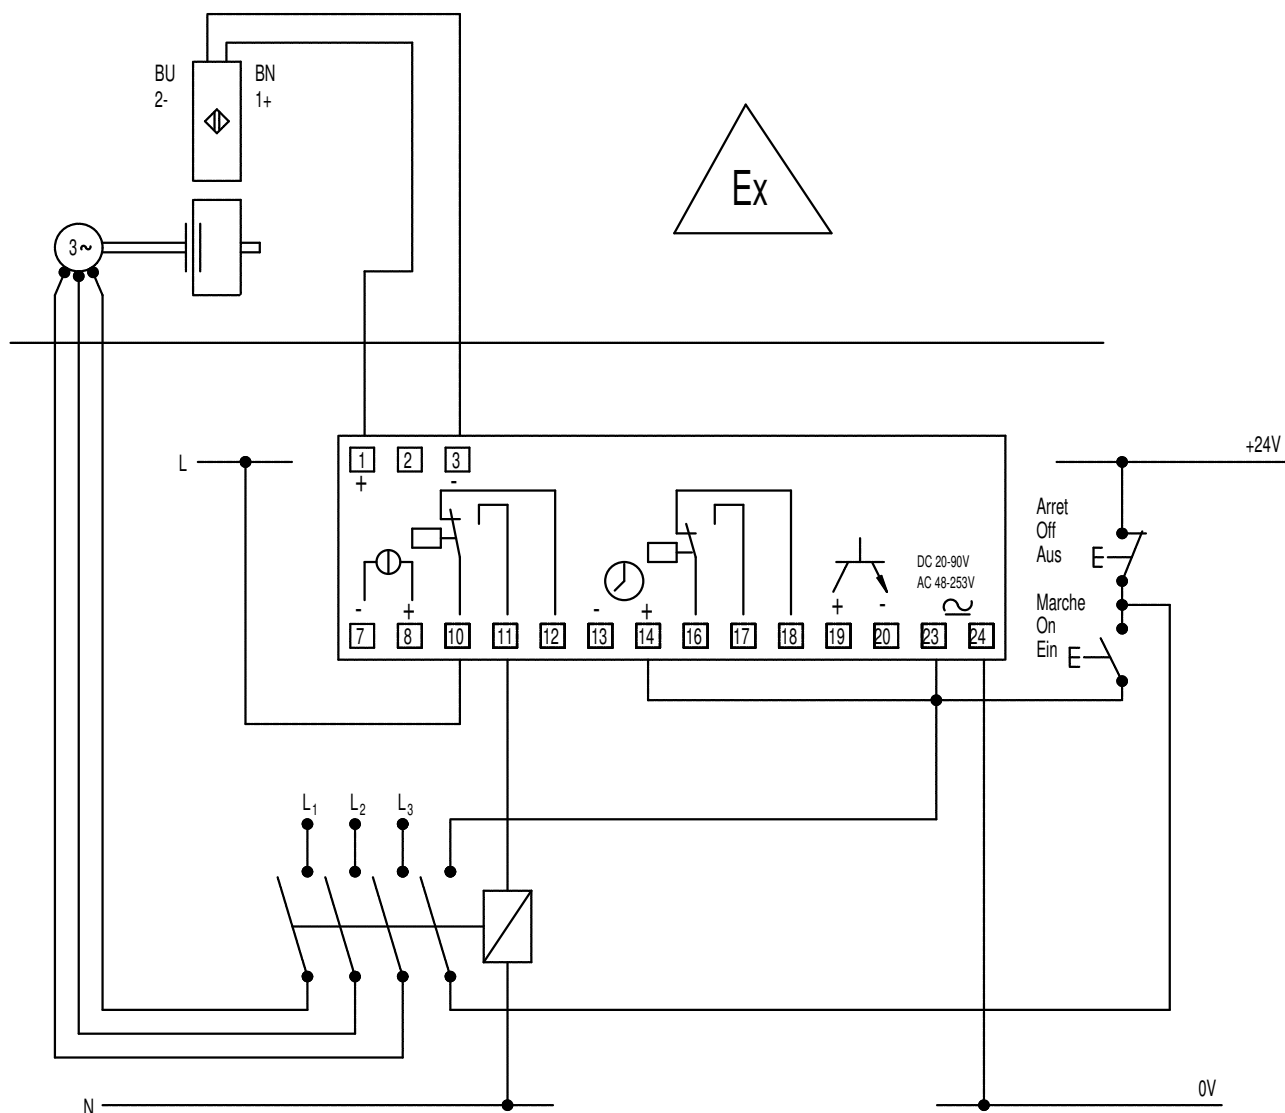 BU BN
2- 1+
Ex
3~
L
+24V
1 2 3
+ -
Arret
Off
Aus
DC 20-90V
AC 48-253V
- + - + + -
Marche
On
Ein
7 8 10 11 12 13 14 16 17 18 19 20 23 24
E
E
L1 L2 L3
0V
N